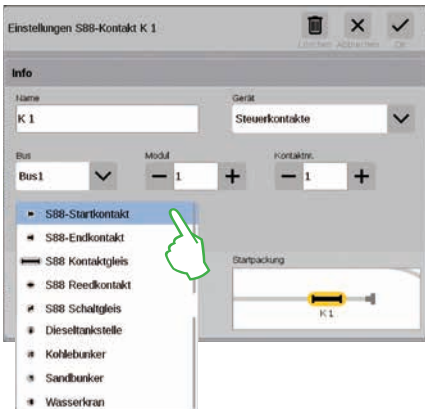 Einstellungen S88-Kontakt K 1
Löschen Abbrechen OK
Info
Name
Gerät
K 1
Steuerkontakte
Bus
Modul
Kontaktnr.
Bus1
1
1
S88-Startkontakt
S88-Endkontakt
S88 Kontaktgleis
S88 Reedkontakt
S88 Schaltgleis
Dieseltankstelle
Kohlebunker
Sandbunker
Wasserkran
Startpackung
K 1